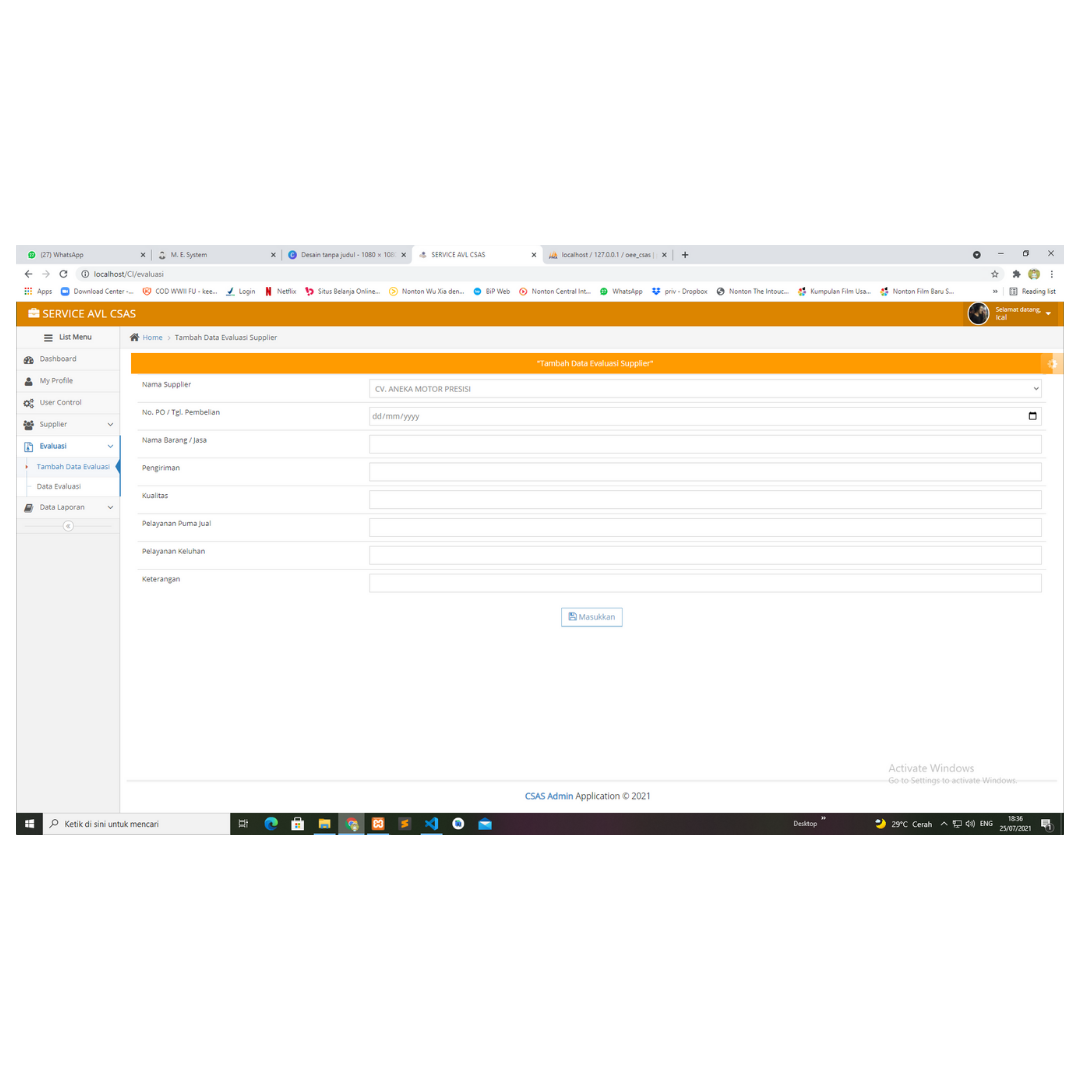 (27) WhatsApp
M. E. System
Desain tanpa judul - 1080 × 108
SERVICE AVL CSAS
localhost / 127.0.0.1 / oee_csas |
localhost/CI/evaluasi
Apps
Download Center -...
COD WWII FU - kee...
Login
Netflix
Situs Belanja Online...
Nonton Wu Xia den...
BiP Web
Nonton Central Int...
WhatsApp
priv - Dropbox
Nonton The Intouc...
Kumpulan Film Usa...
Nonton Film Baru S...
»
Reading list
SERVICE AVL CSAS
Selamat datang,
Ical
List Menu
Home > Tambah Data Evaluasi Supplier
Dashboard
My Profile
User Control
Supplier
Evaluasi
Tambah Data Evaluasi
Data Evaluasi
Data Laporan
"Tambah Data Evaluasi Supplier"
Nama Supplier
CV. ANEKA MOTOR PRESISI
No. PO / Tgl. Pembelian
dd/mm/yyyy
Nama Barang / Jasa
Pengiriman
Kualitas
Pelayanan Purna Jual
Pelayanan Keluhan
Keterangan
Masukkan
Activate Windows
Go to Settings to activate Windows.
CSAS Admin Application © 2021
Ketik di sini untuk mencari
Desktop
»
29°C Cerah
ENG
18:36
25/07/2021
1